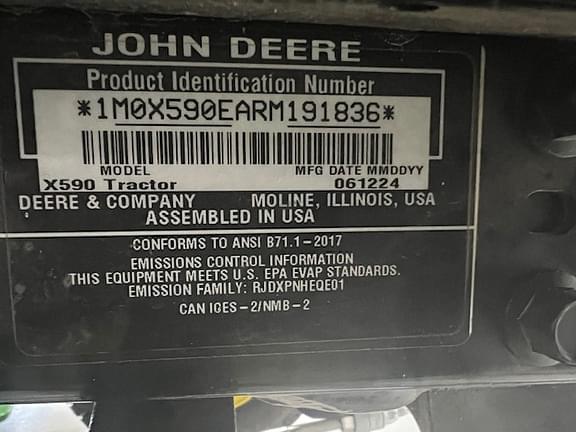 JOHN DEERE
Product Identification Number
*1M0X590EARM191836*
MODEL MFG DATE MMDDYY
X590 Tractor 061224
DEERE & COMPANY MOLINE, ILLINOIS, USA
ASSEMBLED IN USA
CONFORMS TO ANSI B71.1-2017
EMISSIONS CONTROL INFORMATION
THIS EQUIPMENT MEETS U.S. EPA EVAP STANDARDS.
EMISSION FAMILY: RJDXPNHEQE01
CAN ICES-2/NMB-2